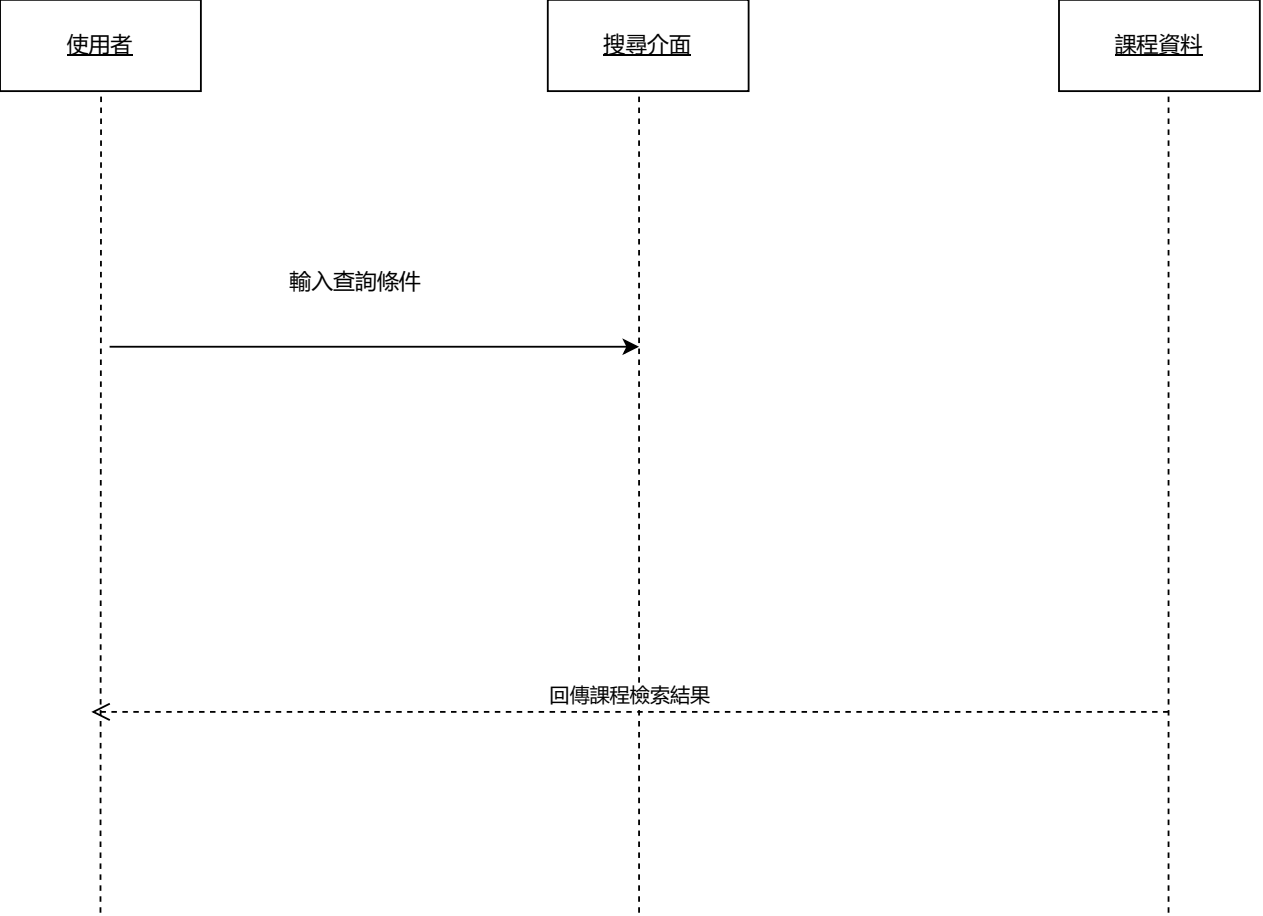 使用者
搜尋介面
課程資料
輸入查詢條件
回傳課程檢索結果